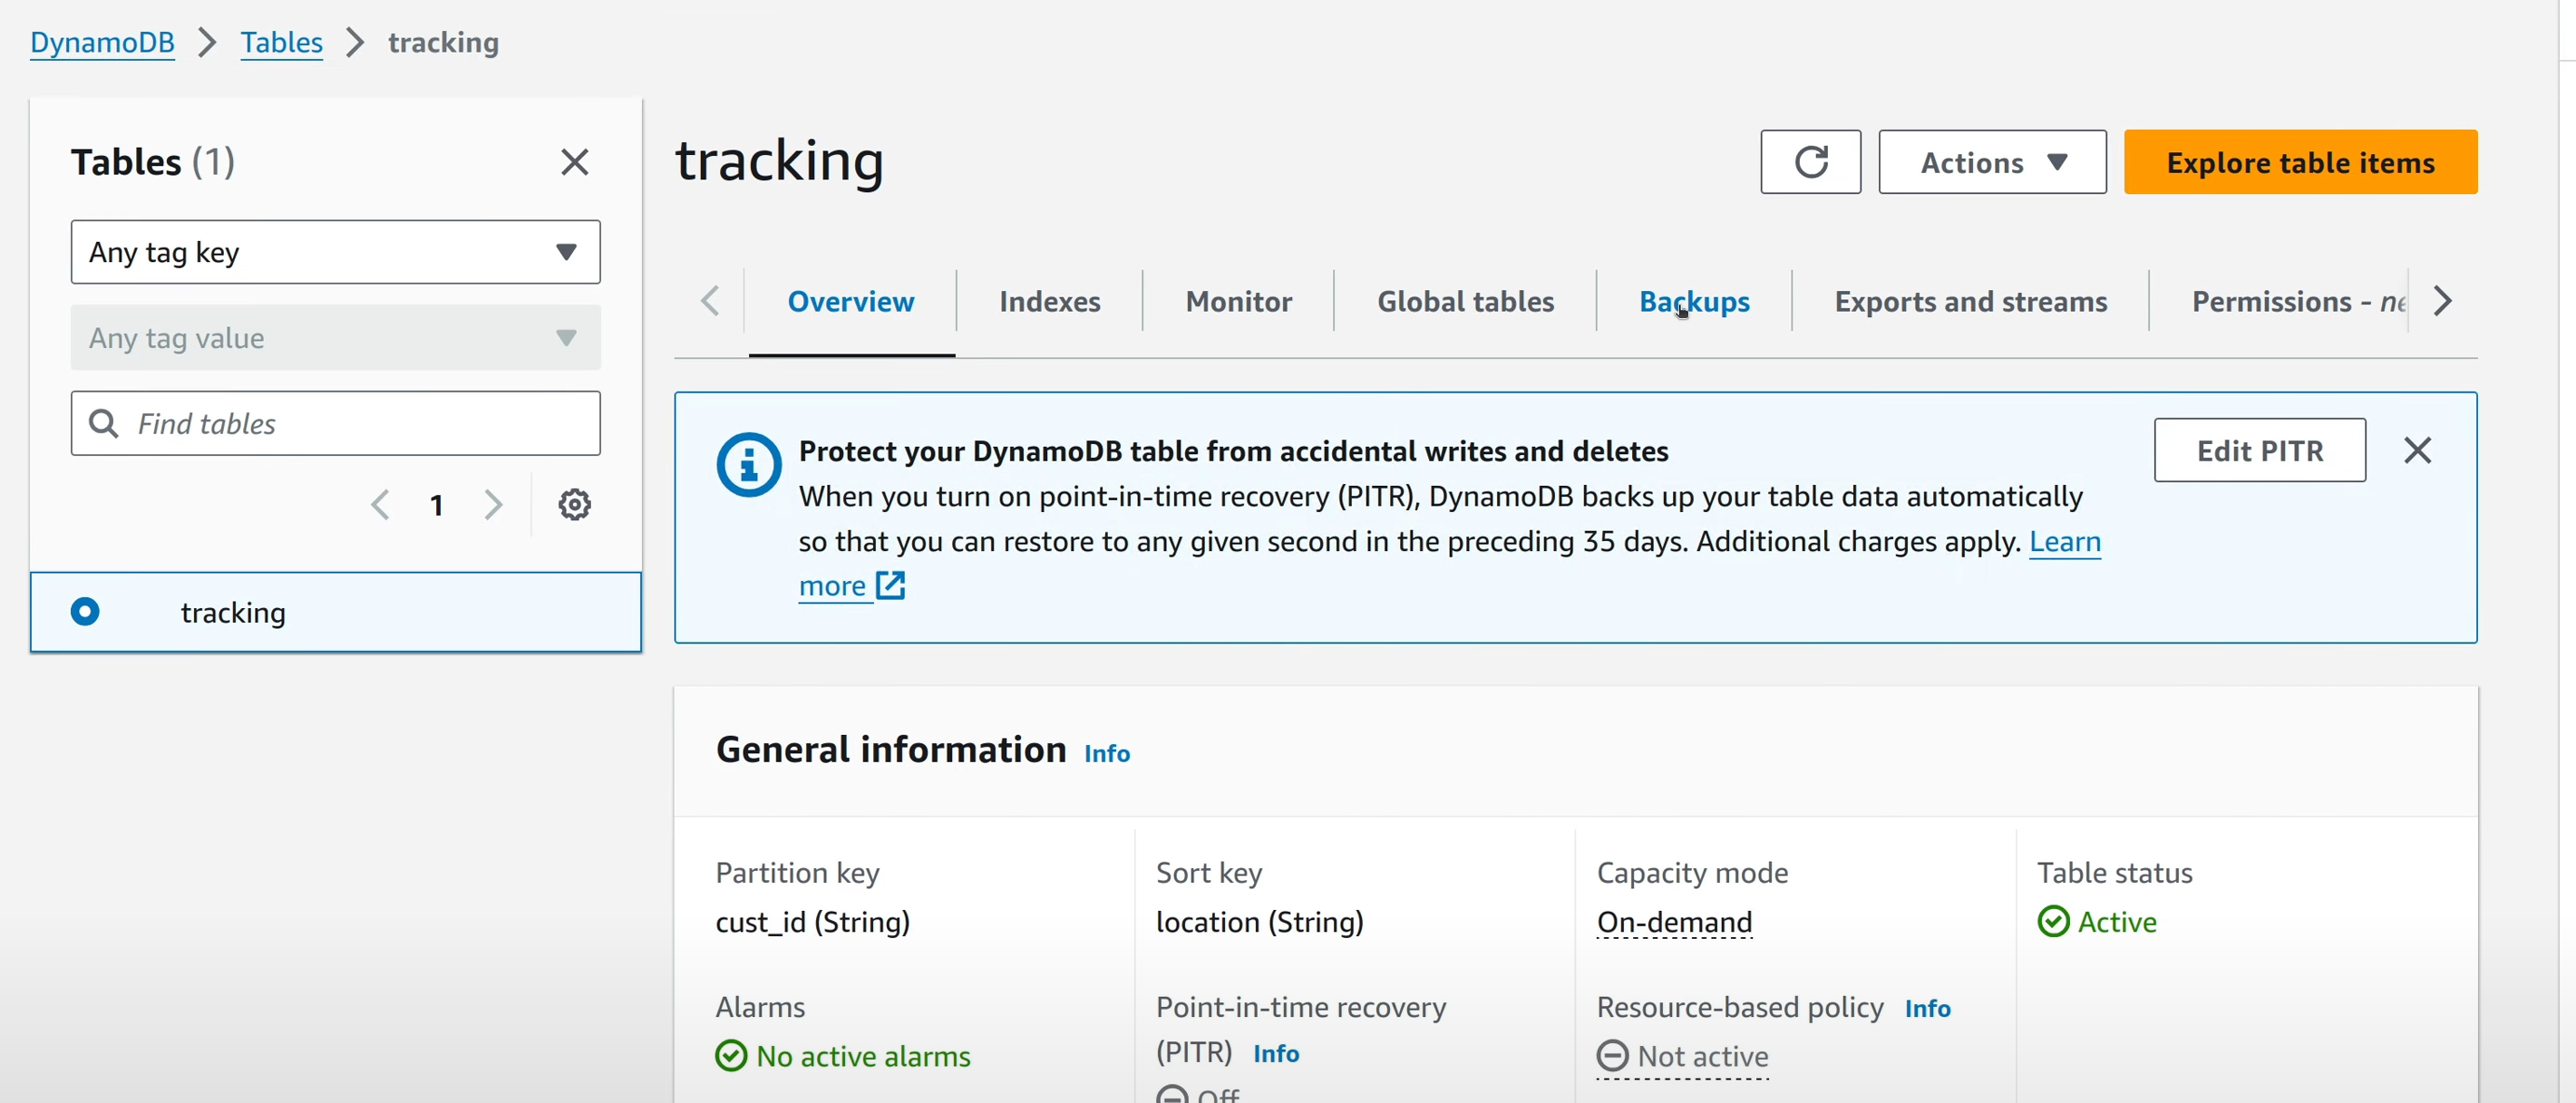 DynamoDB > Tables > tracking
Tables (1)
Any tag key
Any tag value
Find tables
1
tracking
tracking
Actions
Explore table items
Overview
Indexes
Monitor
Global tables
Backups
Exports and streams
Permissions - ne
Protect your DynamoDB table from accidental writes and deletes
When you turn on point-in-time recovery (PITR), DynamoDB backs up your table data automatically
so that you can restore to any given second in the preceding 35 days. Additional charges apply. Learn
more
Edit PITR
General information Info
Partition key
cust_id (String)
Sort key
location (String)
Capacity mode
On-demand
Table status
Active
Alarms
No active alarms
Point-in-time recovery
(PITR) Info
Off
Resource-based policy Info
Not active